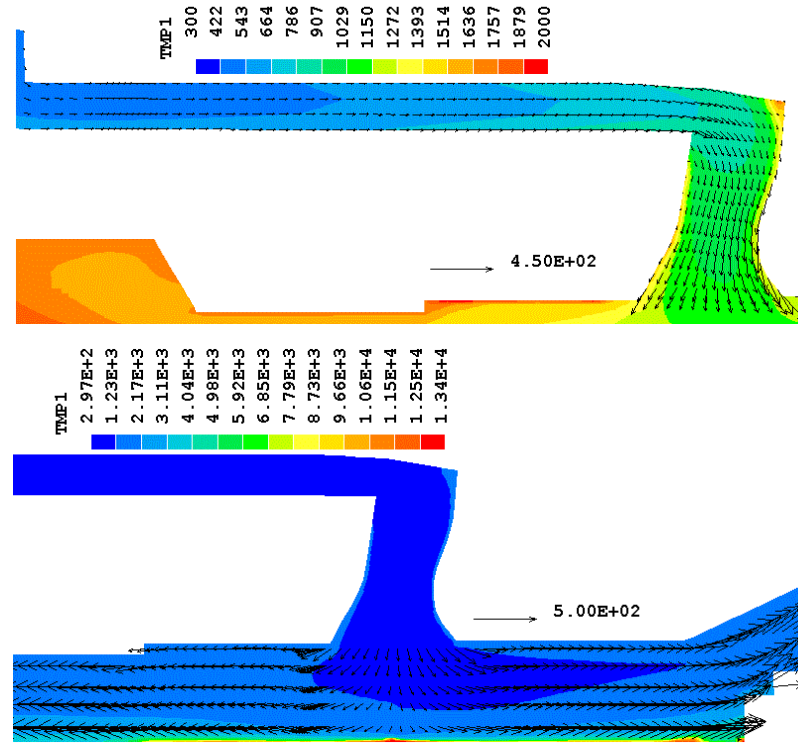 TMP1
300
422
543
664
786
907
1029
1150
1272
1393
1514
1636
1757
1879
2000
4.50E+02
TMP1
2.97E+2
1.23E+3
2.17E+3
3.11E+3
4.04E+3
4.98E+3
5.92E+3
6.85E+3
7.79E+3
8.73E+3
9.66E+3
1.06E+4
1.15E+4
1.25E+4
1.34E+4
5.00E+02